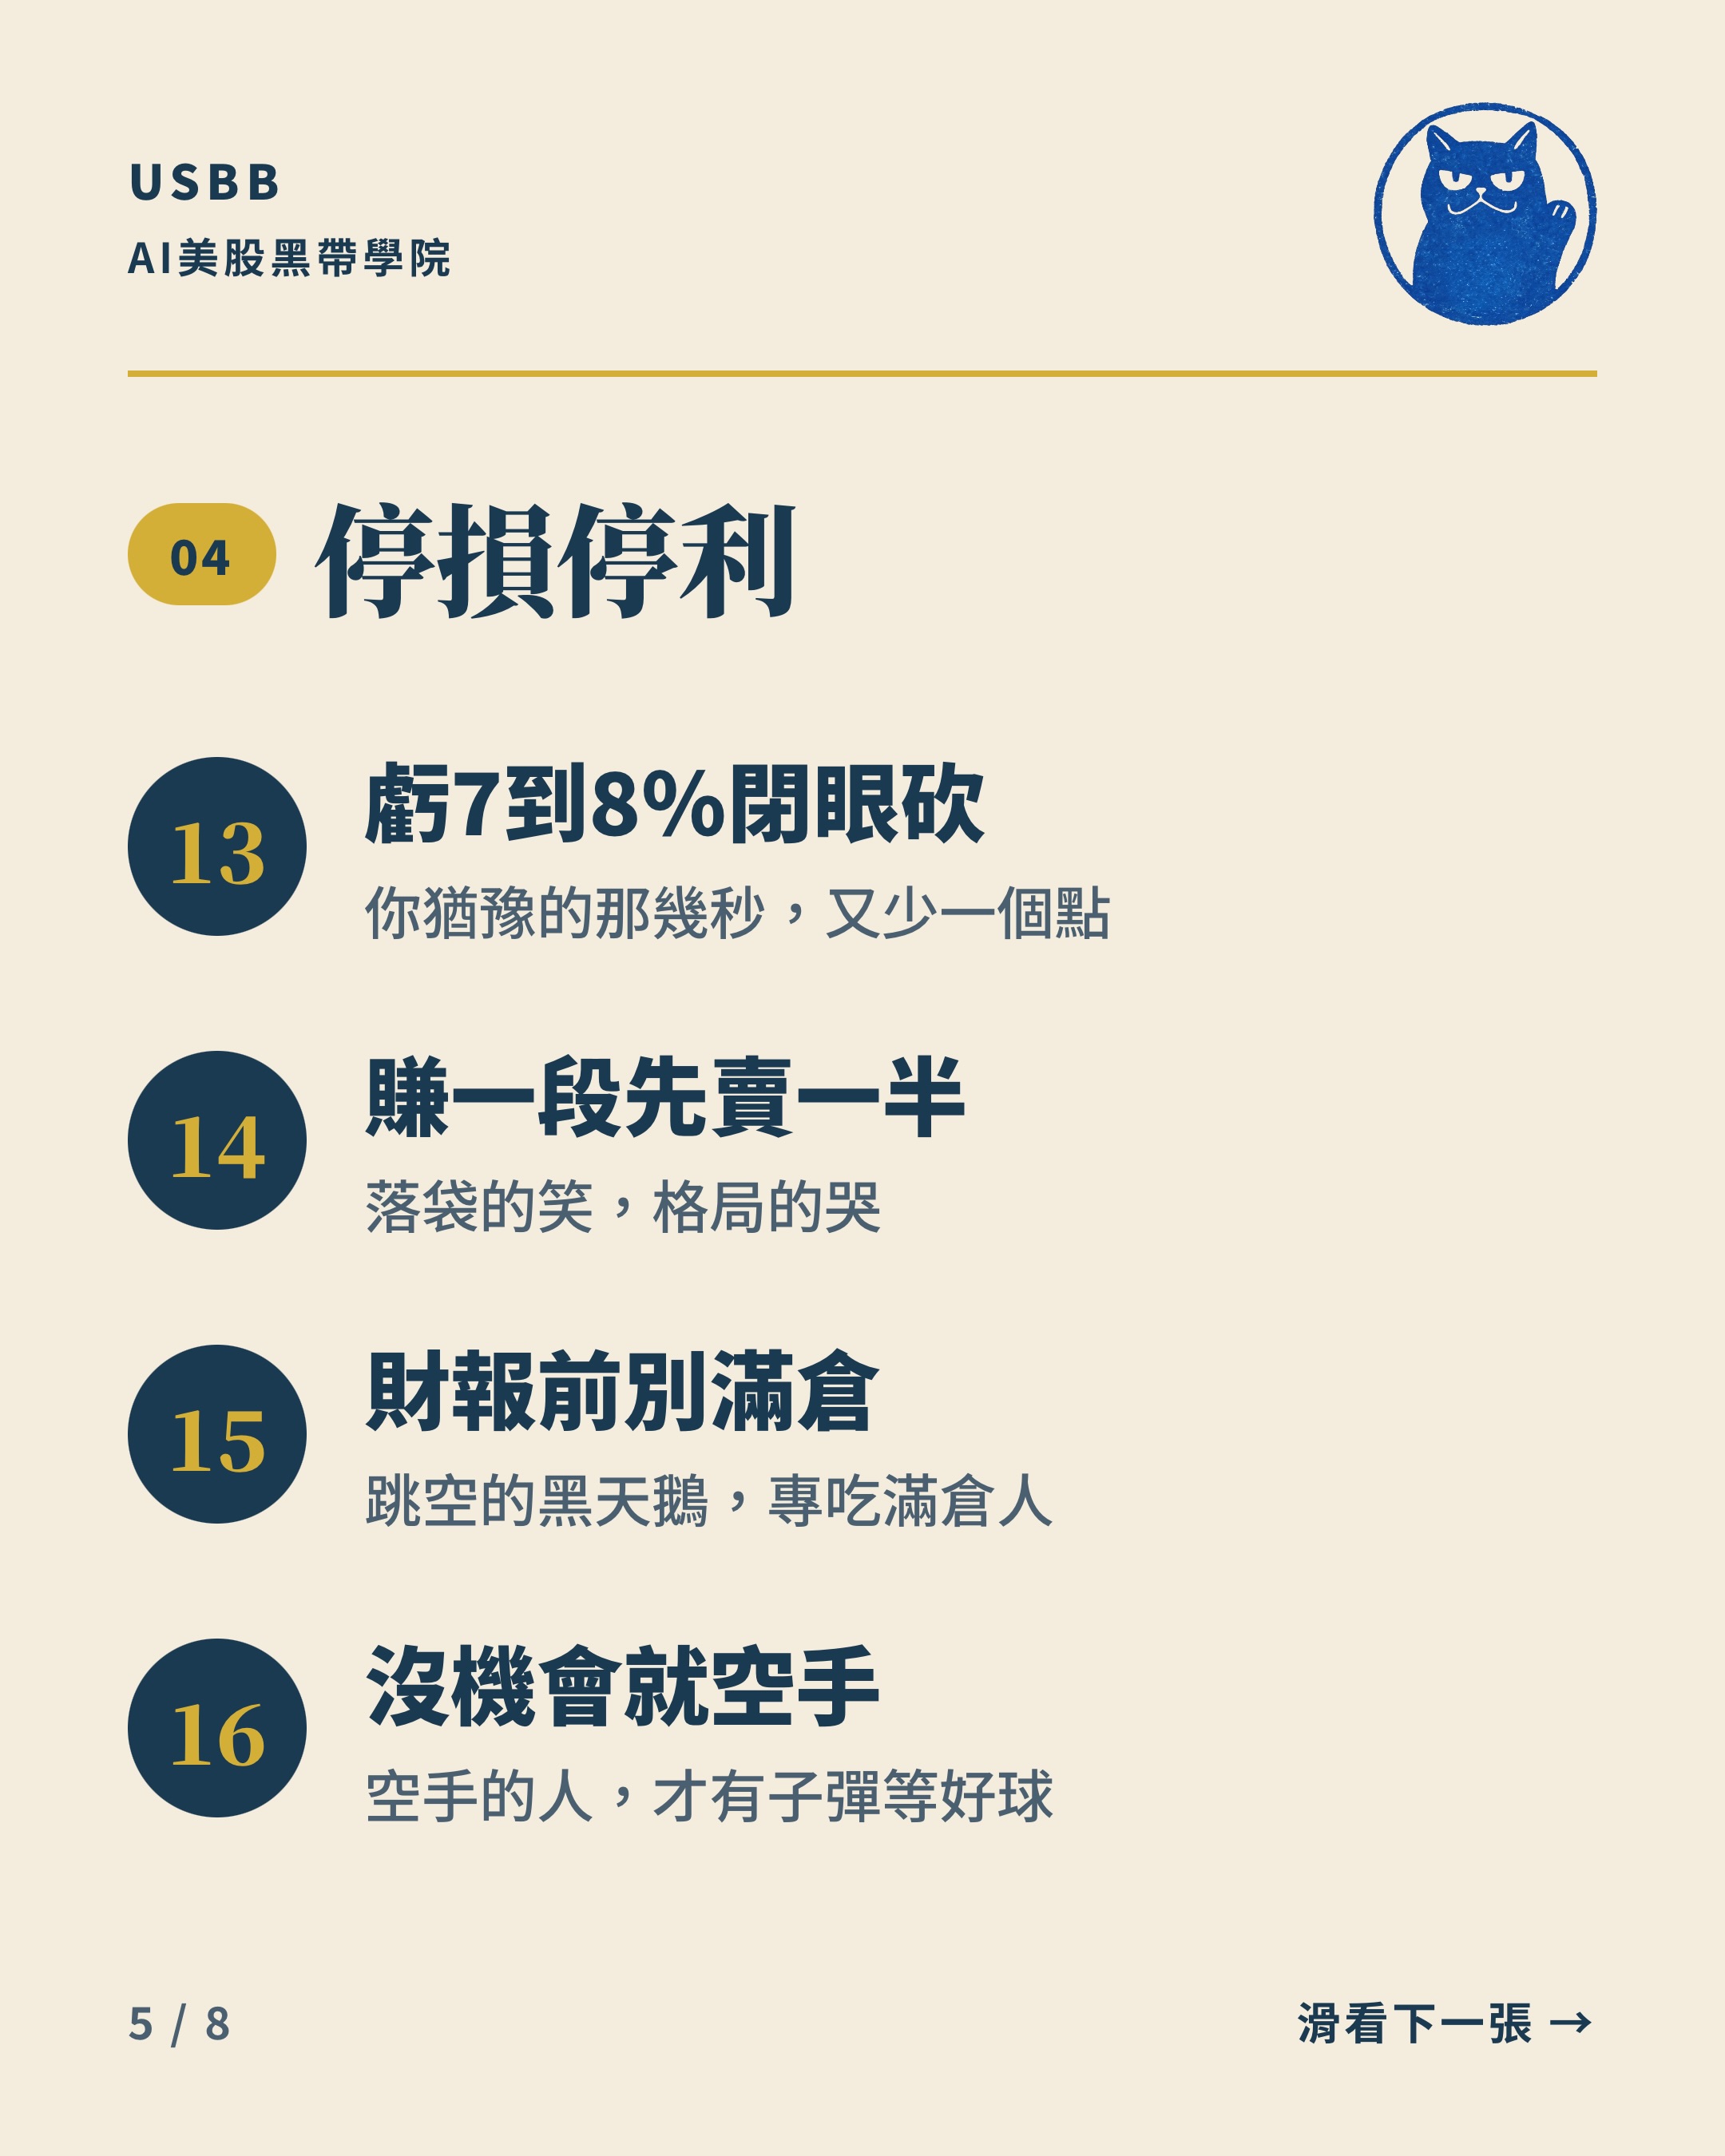 USBB
AI美股黑帶學院
04 停損停利
13
虧7到8%閉眼砍
你猶豫的那幾秒，又少一個點
14
賺一段先賣一半
落袋的笑，格局的哭
15
財報前別滿倉
跳空的黑天鵝，專吃滿倉人
16
沒機會就空手
空手的人，才有子彈等好球
5 / 8
滑看下一張 →